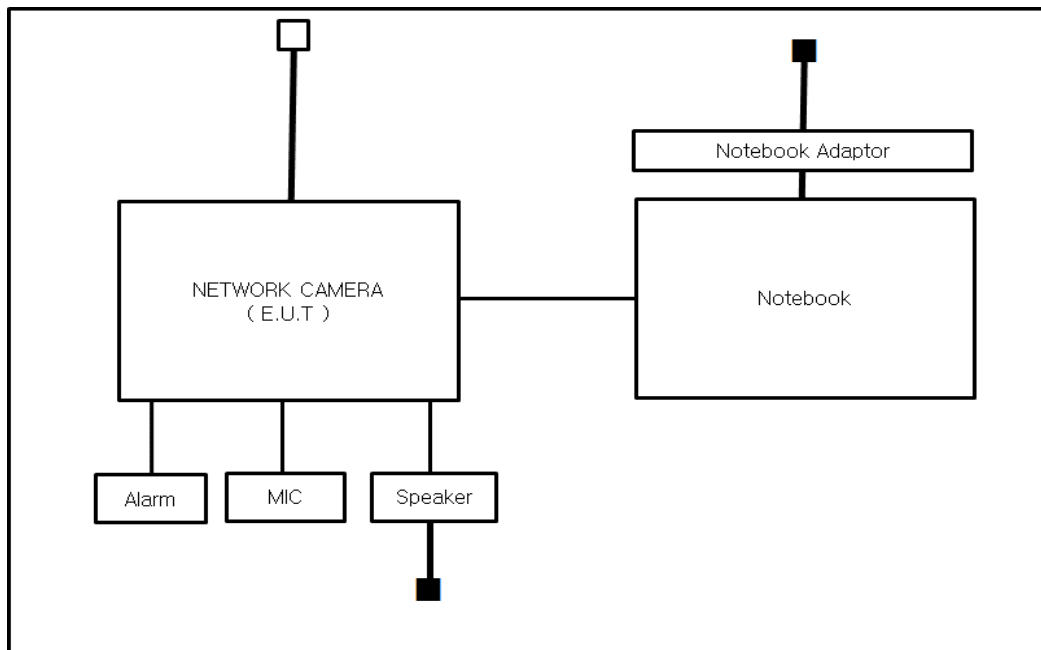 Notebook Adaptor
NETWORK CAMERA
( E.U.T )
Notebook
Alarm
MIC
Speaker